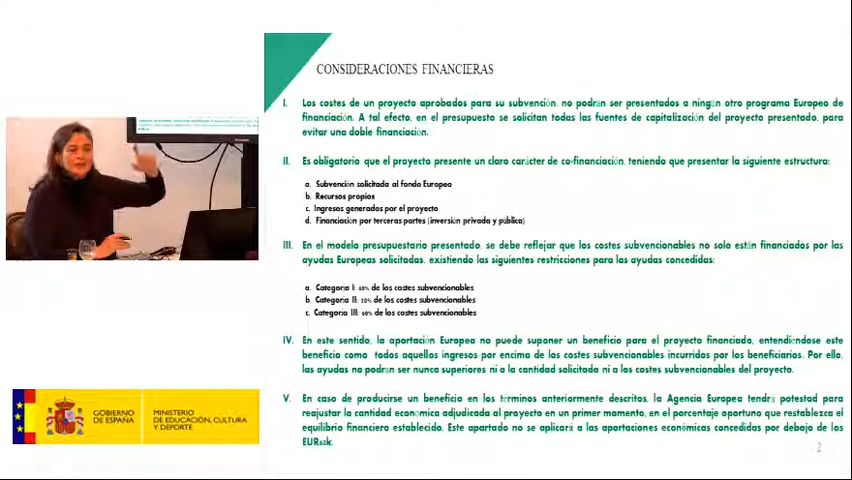 CONSIDERACIONES FINANCIERAS
I. Los costes de un proyecto aprobados para su subvención, no podrán ser presentados a ningún otro programa Europeo de
financiación. A tal efecto, en el presupuesto se solicitan todas las fuentes de capitalización del proyecto presentado, para
evitar una doble financiación.
II. Es obligatorio que el proyecto presente un claro carácter de co-financiación, teniendo que presentar la siguiente estructura:
a. Subvención solicitada al fondo Europeo
b. Recursos propios
c. Ingresos generados por el proyecto
d. Financiación por terceras partes (inversión privada y pública)
III. En el modelo presupuestario presentado, se debe reflejar que los costes subvencionables no solo están financiados por las
ayudas Europeas solicitadas, existiendo las siguientes restricciones para las ayudas concedidas:
a. Categoría I: 60% de los costes subvencionables
b. Categoría II: 50% de los costes subvencionables
c. Categoría III: 60% de los costes subvencionables
IV. En este sentido, la aportación Europea no puede suponer un beneficio para el proyecto financiado, entendiéndose este
beneficio como todos aquellos ingresos por encima de los costes subvencionables incurridos por los beneficiarios. Por ello,
las ayudas no podrán ser nunca superiores ni a la cantidad solicitada ni a los costes subvencionables del proyecto.
V. En caso de producirse un beneficio en los términos anteriormente descritos, la Agencia Europea tendrá potestad para
reajustar la cantidad económica adjudicada al proyecto en un primer momento, en el porcentaje oportuno que restablezca el
equilibrio financiero establecido. Este apartado no se aplicará a las aportaciones económicas concedidas por debajo de los
EUR60k.
2
GOBIERNO
DE ESPAÑA
MINISTERIO
DE EDUCACIÓN, CULTURA
Y DEPORTE